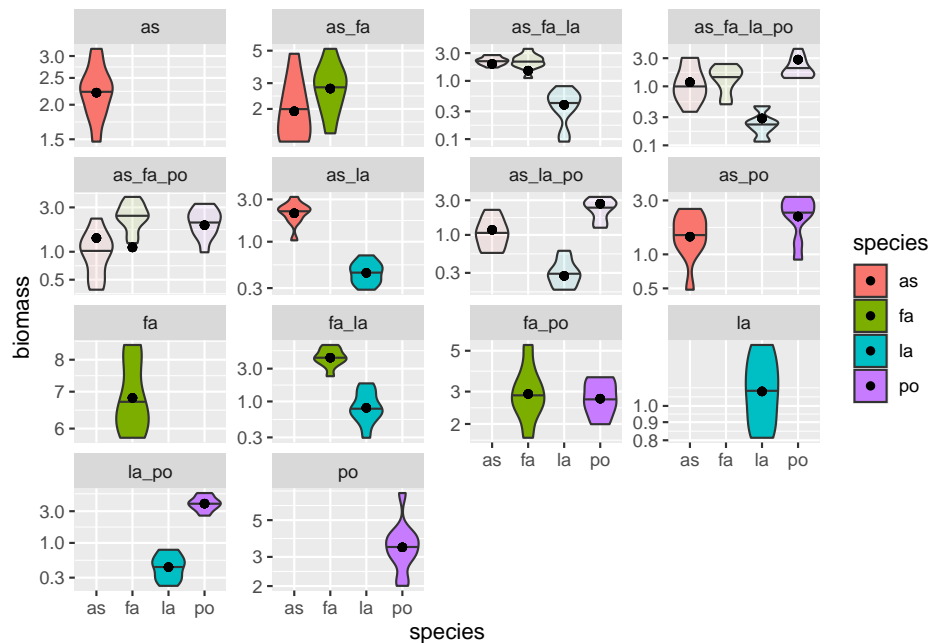 as
as_fa
as_fa_la
as_fa_la_po
3.0
2.5
2.0
1.5
5
3
2
3.0
1.0
0.3
0.1
3.0
1.0
0.3
0.1
as_fa_po
as_la
as_la_po
as_po
3.0
1.0
0.5
3.0
1.0
0.3
3.0
1.0
0.3
3.0
1.0
0.5
fa
fa_la
fa_po
la
8
7
6
3.0
1.0
0.3
5
3
2
1.0
0.9
0.8
as fa la po
as fa la po
la_po
po
3.0
1.0
0.3
5
3
2
as fa la po
as fa la po
species
biomass
species
as
fa
la
po